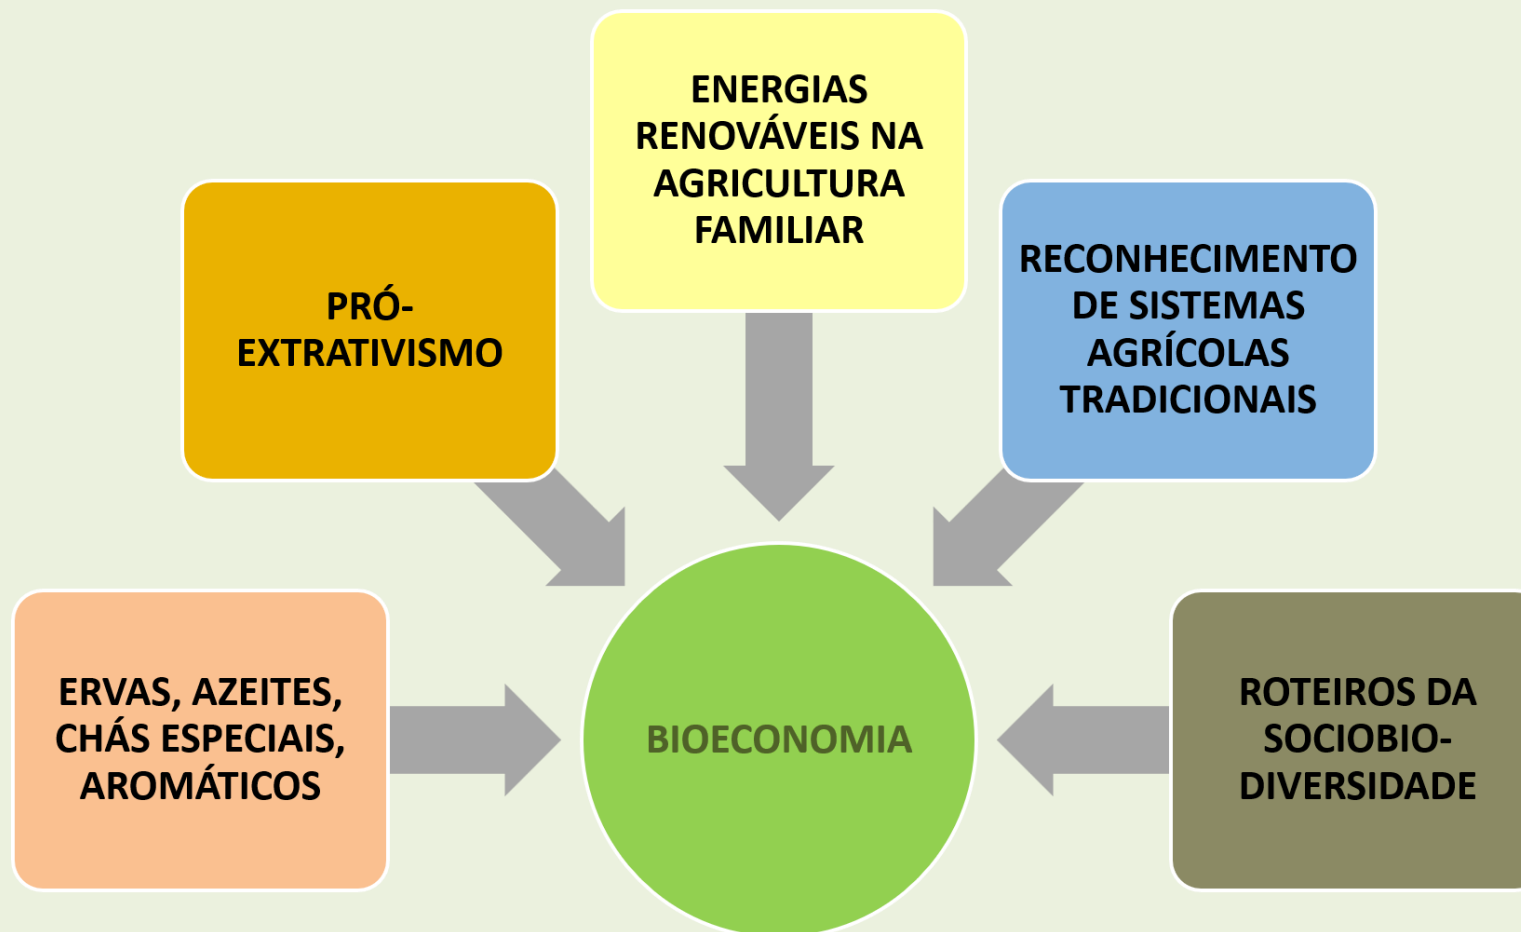 ENERGIAS
RENOVÁVEIS NA
AGRICULTURA
FAMILIAR
PRÓ-
EXTRATIVISMO
RECONHECIMENTO
DE SISTEMAS
AGRÍCOLAS
TRADICIONAIS
ERVAS, AZEITES,
CHÁS ESPECIAIS,
AROMÁTICOS
BIOECONOMIA
ROTEIROS DA
SOCIOBIO-
DIVERSIDADE